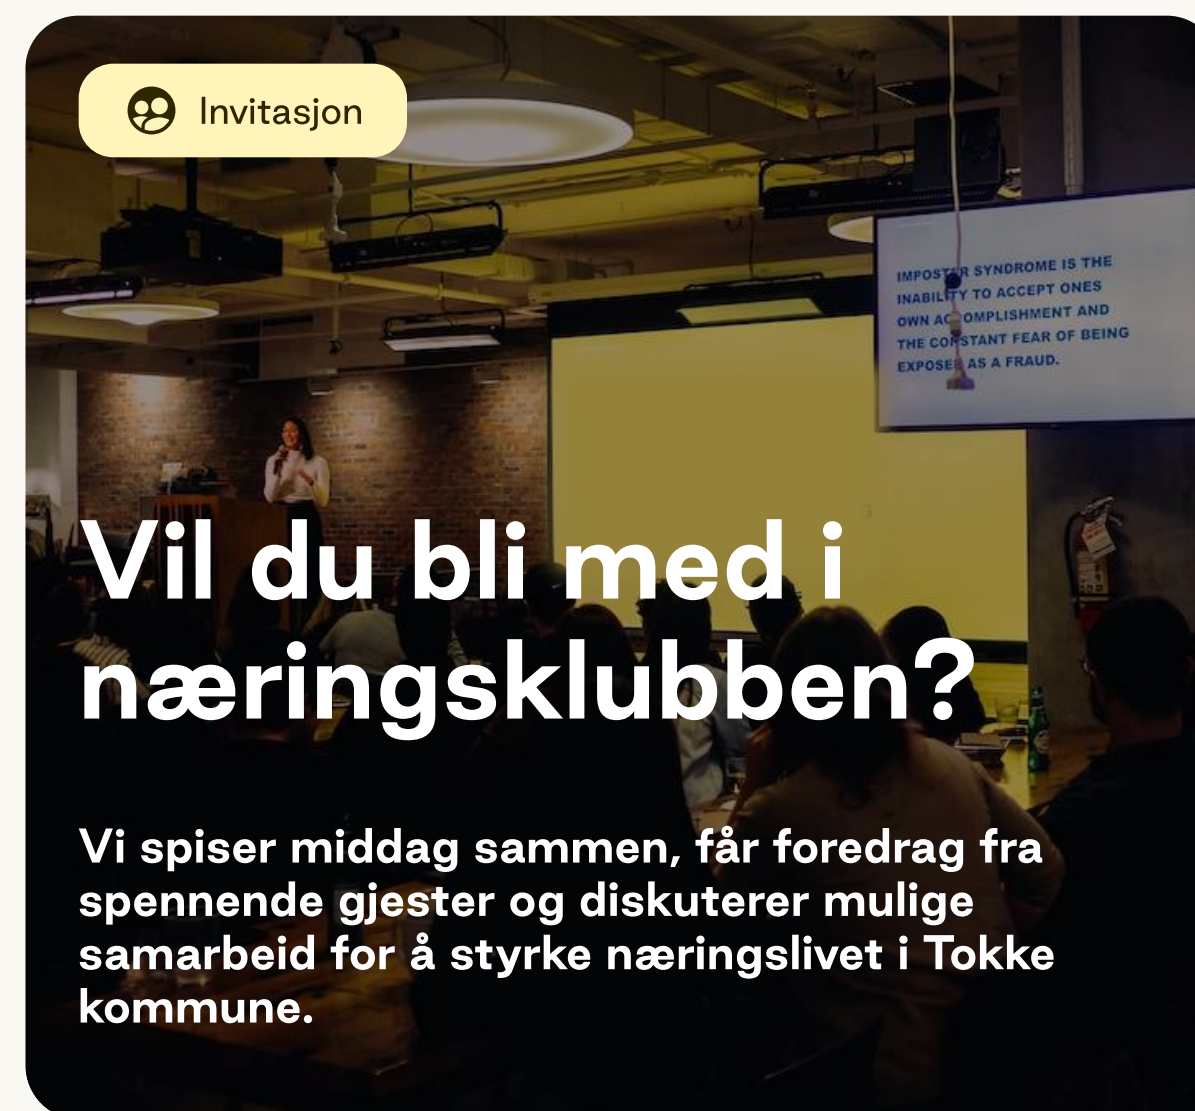 Invitasjon
IMPOSTER SYNDROME IS THE
INABILITY TO ACCEPT ONES
OWN ACCOMPLISHMENT AND
THE CONSTANT FEAR OF BEING
EXPOSED AS A FRAUD.
Vil du bli med i
næringsklubben?
Vi spiser middag sammen, får foredrag fra
spennende gjester og diskuterer mulige
samarbeid for å styrke næringslivet i Tokke
kommune.